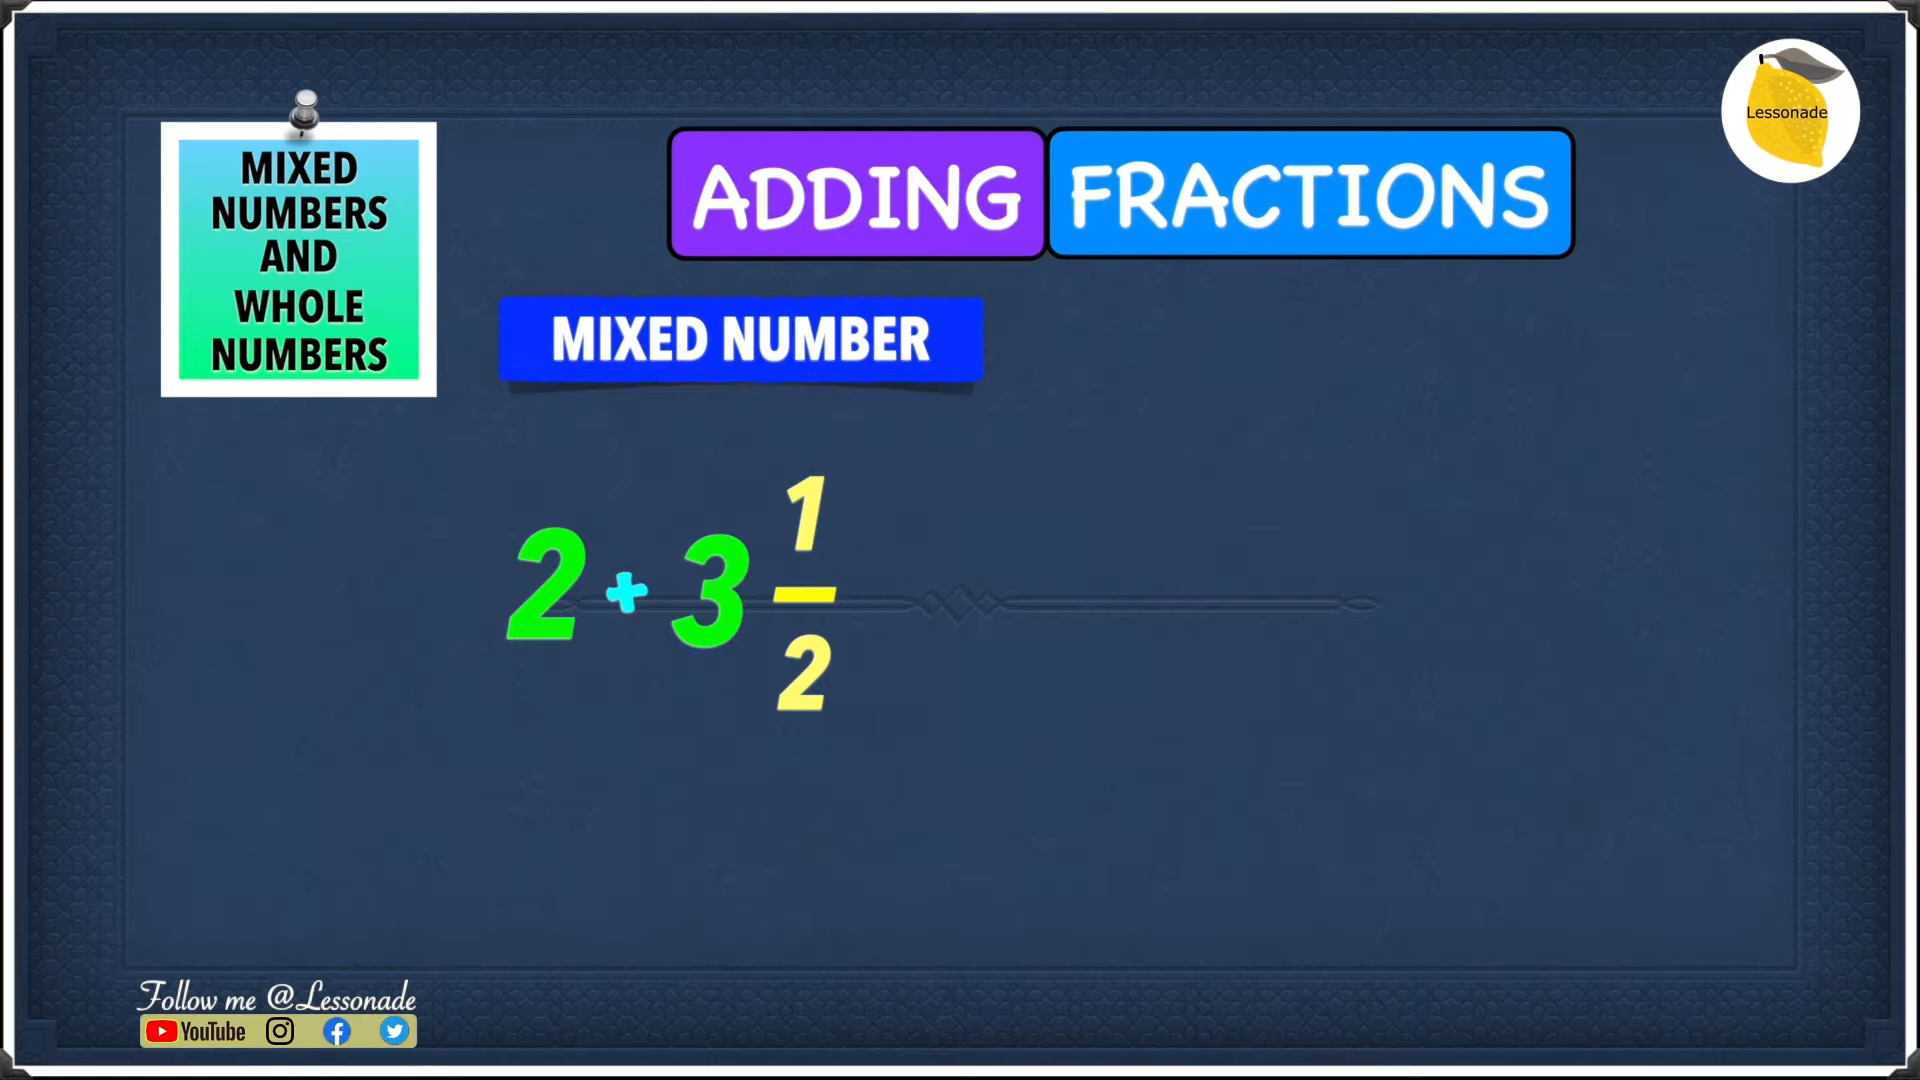 MIXED
NUMBERS
AND
WHOLE
NUMBERS
ADDING FRACTIONS
Lessonade
MIXED NUMBER
2 + 3 1/2
Follow me @Lessonade
YouTube